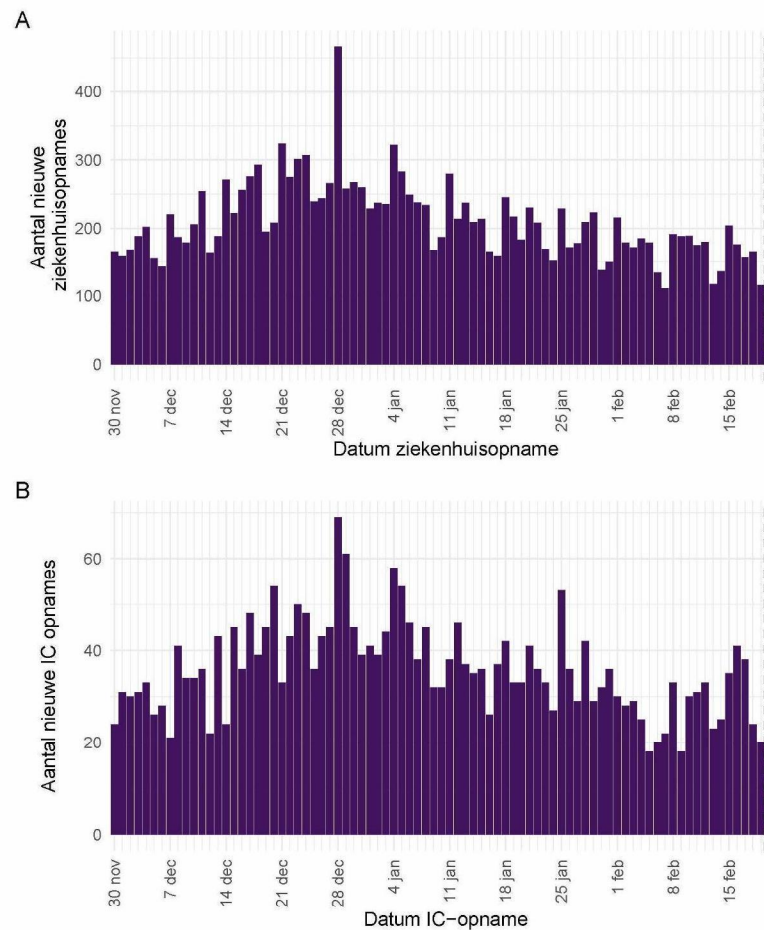 A
Aantal nieuwe
ziekenhuisopnames
400
300
200
100
0
30 nov
7 dec
14 dec
21 dec
28 dec
4 jan
11 jan
18 jan
25 jan
1 feb
8 feb
15 feb
Datum ziekenhuisopname
B
Aantal nieuwe IC opnames
60
40
20
0
30 nov
7 dec
14 dec
21 dec
28 dec
4 jan
11 jan
18 jan
25 jan
1 feb
8 feb
15 feb
Datum IC-opname